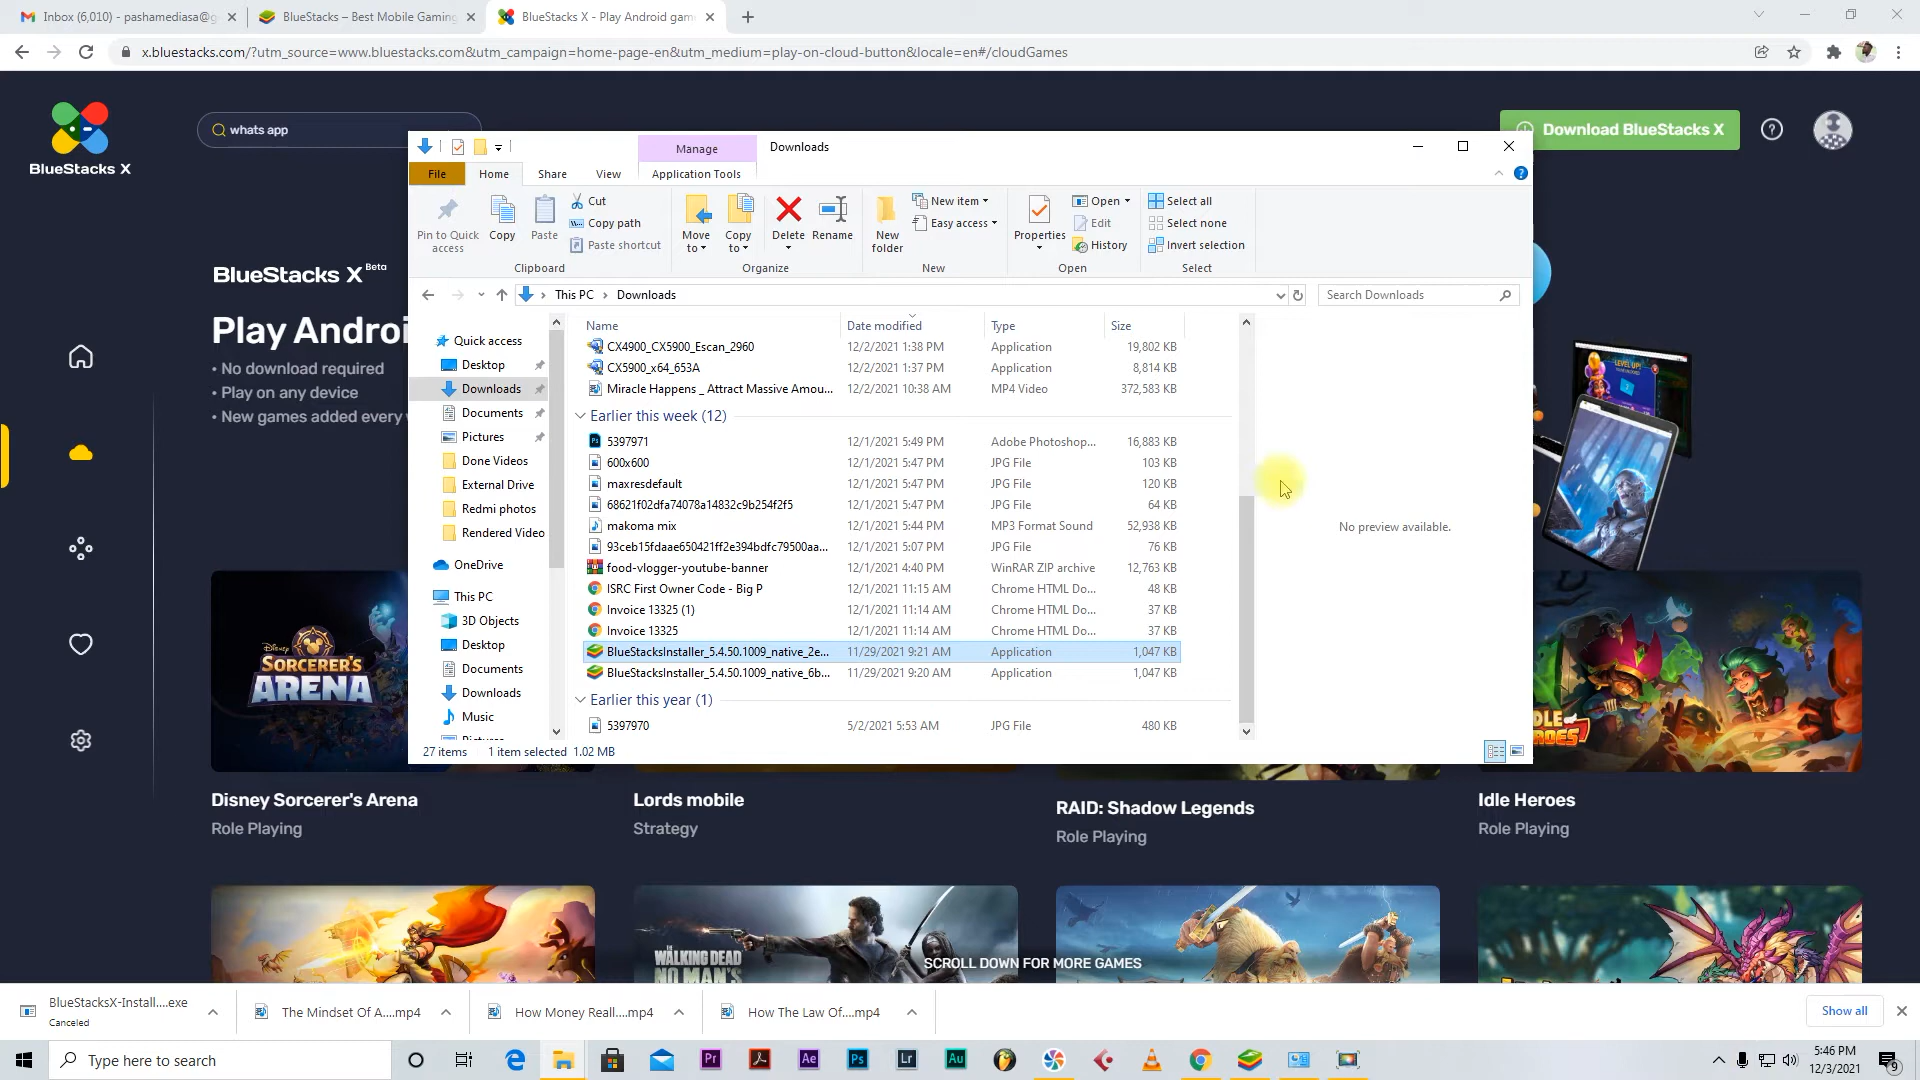 Inbox (6,010) - pashamediasa@g
BlueStacks – Best Mobile Gaming
BlueStacks X - Play Android gam
x.bluestacks.com/?utm_source=www.bluestacks.com&utm_campaign=home-page-en&utm_medium=play-on-cloud-button&locale=en#/cloudGames
BlueStacks X
whats app
Download BlueStacks X
?
BlueStacks X Beta
Play Androi
• No download required
• Play on any device
• New games added every
Manage
Downloads
File
Home
Share
View
Application Tools
Pin to Quick access
Copy
Paste
Cut
Copy path
Paste shortcut
Clipboard
Move to
Copy to
Delete
Rename
Organize
New folder
New item
Easy access
New
Properties
Open
Edit
History
Open
Select all
Select none
Invert selection
Select
This PC
Downloads
Search Downloads
Quick access
Desktop
Downloads
Documents
Pictures
Done Videos
External Drive
Redmi photos
Rendered Video
OneDrive
This PC
3D Objects
Desktop
Documents
Downloads
Music
Name Date modified Type Size
CX4900_CX5900_Escan_2960 12/2/2021 1:38 PM Application 19,802 KB
CX5900_x64_653A 12/2/2021 1:37 PM Application 8,814 KB
Miracle Happens _ Attract Massive Amou... 12/2/2021 10:38 AM MP4 Video 372,583 KB
Earlier this week (12)
5397971 12/1/2021 5:49 PM Adobe Photoshop... 16,883 KB
600x600 12/1/2021 5:47 PM JPG File 103 KB
maxresdefault 12/1/2021 5:47 PM JPG File 120 KB
68621f02dfa74078a14832c9b254f2f5 12/1/2021 5:47 PM JPG File 64 KB
makoma mix 12/1/2021 5:44 PM MP3 Format Sound 52,938 KB
93ceb15fdaae650421ff2e394bdfc79500aa... 12/1/2021 5:07 PM JPG File 76 KB
food-vlogger-youtube-banner 12/1/2021 4:40 PM WinRAR ZIP archive 12,763 KB
ISRC First Owner Code - Big P 12/1/2021 11:15 AM Chrome HTML Do... 48 KB
Invoice 13325 (1) 12/1/2021 11:14 AM Chrome HTML Do... 37 KB
Invoice 13325 12/1/2021 11:14 AM Chrome HTML Do... 37 KB
BlueStacksInstaller_5.4.50.1009_native_2e... 11/29/2021 9:21 AM Application 1,047 KB
BlueStacksInstaller_5.4.50.1009_native_6b... 11/29/2021 9:20 AM Application 1,047 KB
Earlier this year (1)
5397970 5/2/2021 5:53 AM JPG File 480 KB
No preview available.
27 items 1 item selected 1.02 MB
LEVEL UP!
Disney
SORCERER'S
ARENA
HEROES
Disney Sorcerer's Arena
Role Playing
Lords mobile
Strategy
RAID: Shadow Legends
Role Playing
Idle Heroes
Role Playing
THE WALKING DEAD
NO MAN'S
SCROLL DOWN FOR MORE GAMES
BlueStacksX-Install....exe
Canceled
The Mindset Of A....mp4
How Money Reall....mp4
How The Law Of....mp4
Show all
Type here to search
Pr
Ae
Ps
Lr
Au
5:46 PM
12/3/2021
9